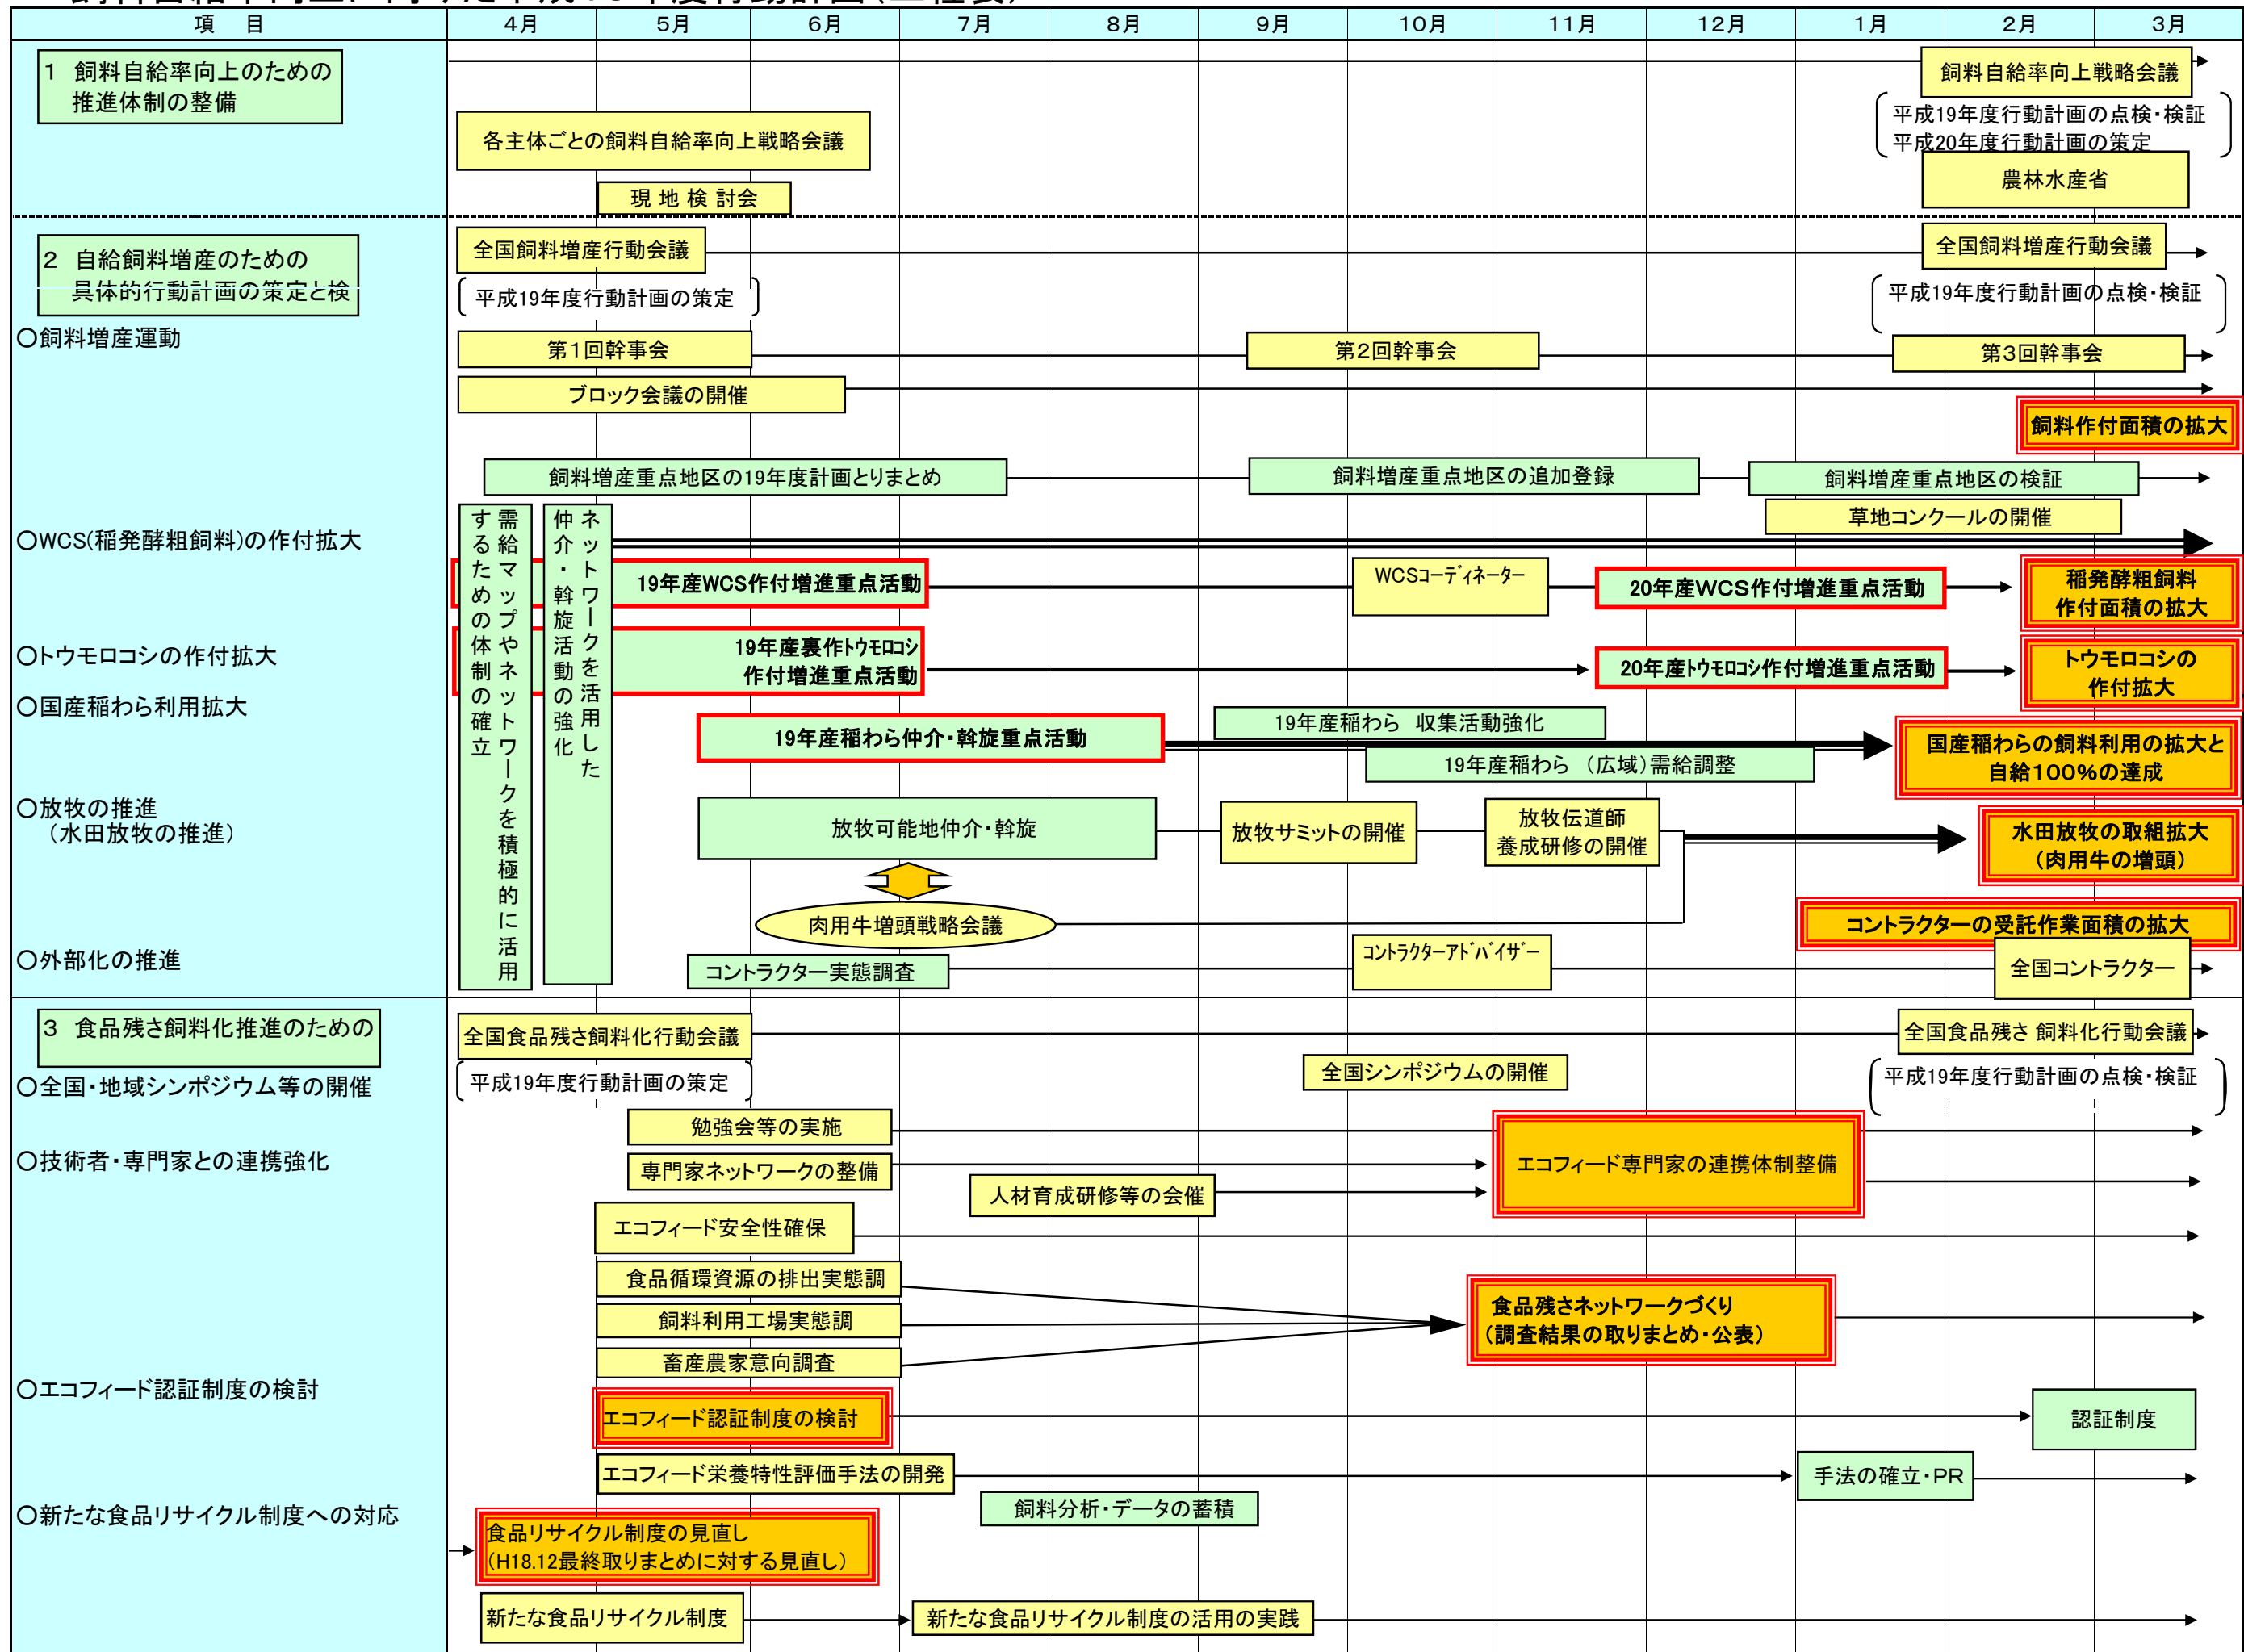 項　目
4月
5月
6月
7月
8月
9月
10月
11月
12月
1月
2月
3月
1　飼料自給率向上のための
推進体制の整備
飼料自給率向上戦略会議
平成19年度行動計画の点検・検証
平成20年度行動計画の策定
農林水産省
各主体ごとの飼料自給率向上戦略会議
現 地 検 討会
2　自給飼料増産のための
具体的行動計画の策定と検
全国飼料増産行動会議
平成19年度行動計画の策定
全国飼料増産行動会議
平成19年度行動計画の点検・検証
○飼料増産運動
第1回幹事会
第2回幹事会
第3回幹事会
ブロック会議の開催
飼料作付面積の拡大
飼料増産重点地区の19年度計画とりまとめ
飼料増産重点地区の追加登録
飼料増産重点地区の検証
草地コンクールの開催
需給マップやネットワークを積極的に活用
するための体制の確立
ネットワークを活用した
仲介・斡旋活動の強化
○WCS(稲発酵粗飼料)の作付拡大
19年産WCS作付増進重点活動
WCSｺｰﾃﾞｨﾈｰﾀｰ
20年産WCS作付増進重点活動
稲発酵粗飼料
作付面積の拡大
○トウモロコシの作付拡大
19年産裏作ﾄｳﾓﾛｺｼ
作付増進重点活動
20年産ﾄｳﾓﾛｺｼ作付増進重点活動
トウモロコシの
作付拡大
○国産稲わら利用拡大
19年産稲わら仲介・斡旋重点活動
19年産稲わら　収集活動強化
19年産稲わら　（広域）需給調整
国産稲わらの飼料利用の拡大と
自給100％の達成
○放牧の推進
（水田放牧の推進）
放牧可能地仲介・斡旋
放牧サミットの開催
放牧伝道師
養成研修の開催
水田放牧の取組拡大
（肉用牛の増頭）
肉用牛増頭戦略会議
コントラクターの受託作業面積の拡大
○外部化の推進
コントラクター実態調査
ｺﾝﾄﾗｸﾀｰｱﾄﾞﾊﾞｲｻﾞｰ
全国コントラクター
3　食品残さ飼料化推進のための
全国食品残さ飼料化行動会議
平成19年度行動計画の策定
全国食品残さ 飼料化行動会議
平成19年度行動計画の点検・検証
○全国・地域シンポジウム等の開催
全国シンポジウムの開催
勉強会等の実施
○技術者・専門家との連携強化
専門家ネットワークの整備
人材育成研修等の会催
エコフィード専門家の連携体制整備
エコフィード安全性確保
食品循環資源の排出実態調
飼料利用工場実態調
畜産農家意向調査
食品残さネットワークづくり
（調査結果の取りまとめ・公表）
○エコフィード認証制度の検討
エコフィード認証制度の検討
認証制度
エコフィード栄養特性評価手法の開発
手法の確立・PR
飼料分析・データの蓄積
○新たな食品リサイクル制度への対応
食品リサイクル制度の見直し
（H18.12最終取りまとめに対する見直し）
新たな食品リサイクル制度
新たな食品リサイクル制度の活用の実践